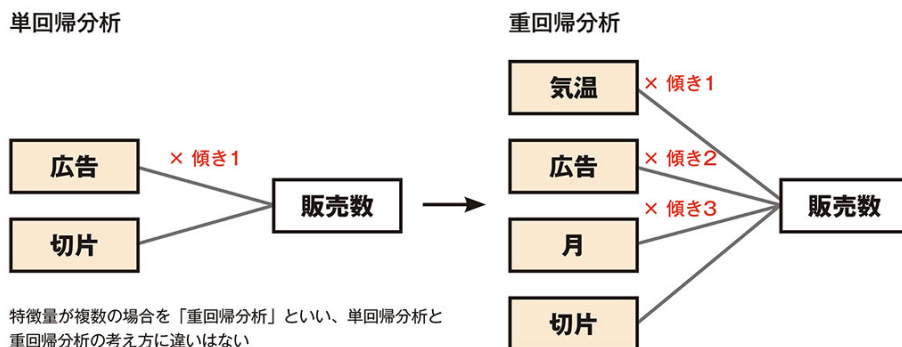 単回帰分析
広告
× 傾き1
切片
販売数
特徴量が複数の場合を「重回帰分析」といい、単回帰分析と
重回帰分析の考え方に違いはない
重回帰分析
気温
× 傾き1
広告
× 傾き2
月
× 傾き3
切片
販売数